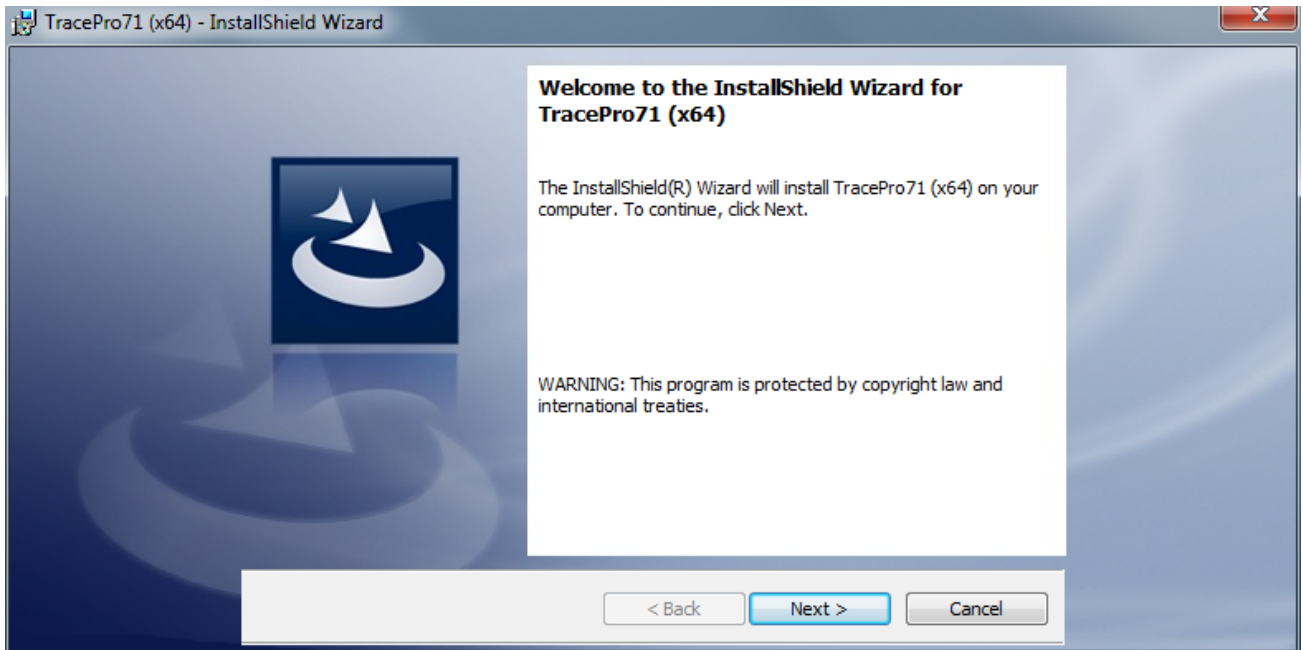 TracePro71 (x64) - InstallShield Wizard
Welcome to the InstallShield Wizard for
TracePro71 (x64)
The InstallShield(R) Wizard will install TracePro71 (x64) on your
computer. To continue, click Next.
WARNING: This program is protected by copyright law and
international treaties.
< Back Next > Cancel